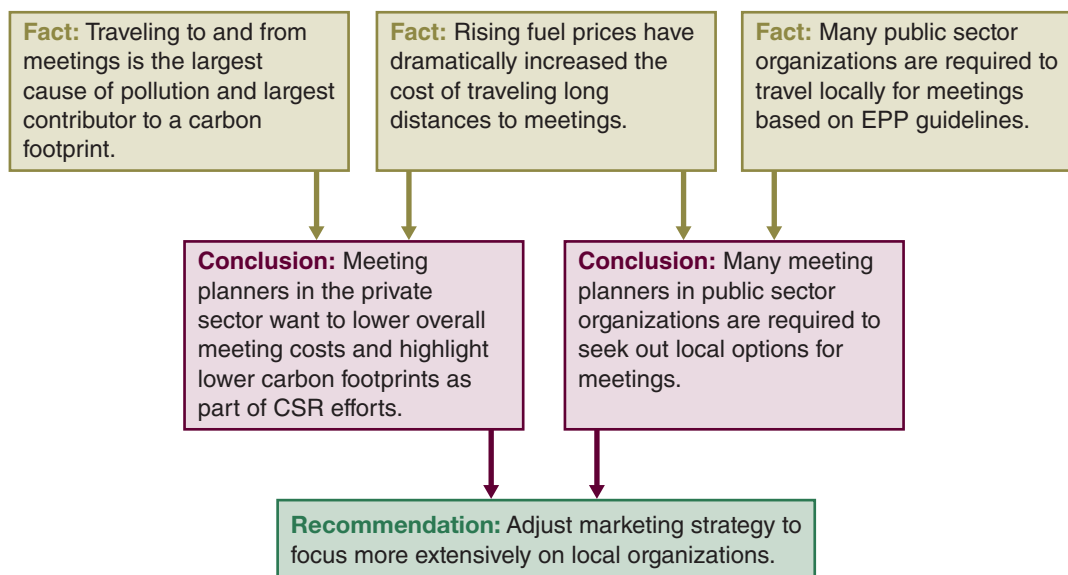 Fact: Traveling to and from
meetings is the largest
cause of pollution and largest
contributor to a carbon
footprint.
Fact: Rising fuel prices have
dramatically increased the
cost of traveling long
distances to meetings.
Fact: Many public sector
organizations are required to
travel locally for meetings
based on EPP guidelines.
Conclusion: Meeting
planners in the private
sector want to lower overall
meeting costs and highlight
lower carbon footprints as
part of CSR efforts.
Conclusion: Many meeting
planners in public sector
organizations are required to
seek out local options for
meetings.
Recommendation: Adjust marketing strategy to
focus more extensively on local organizations.